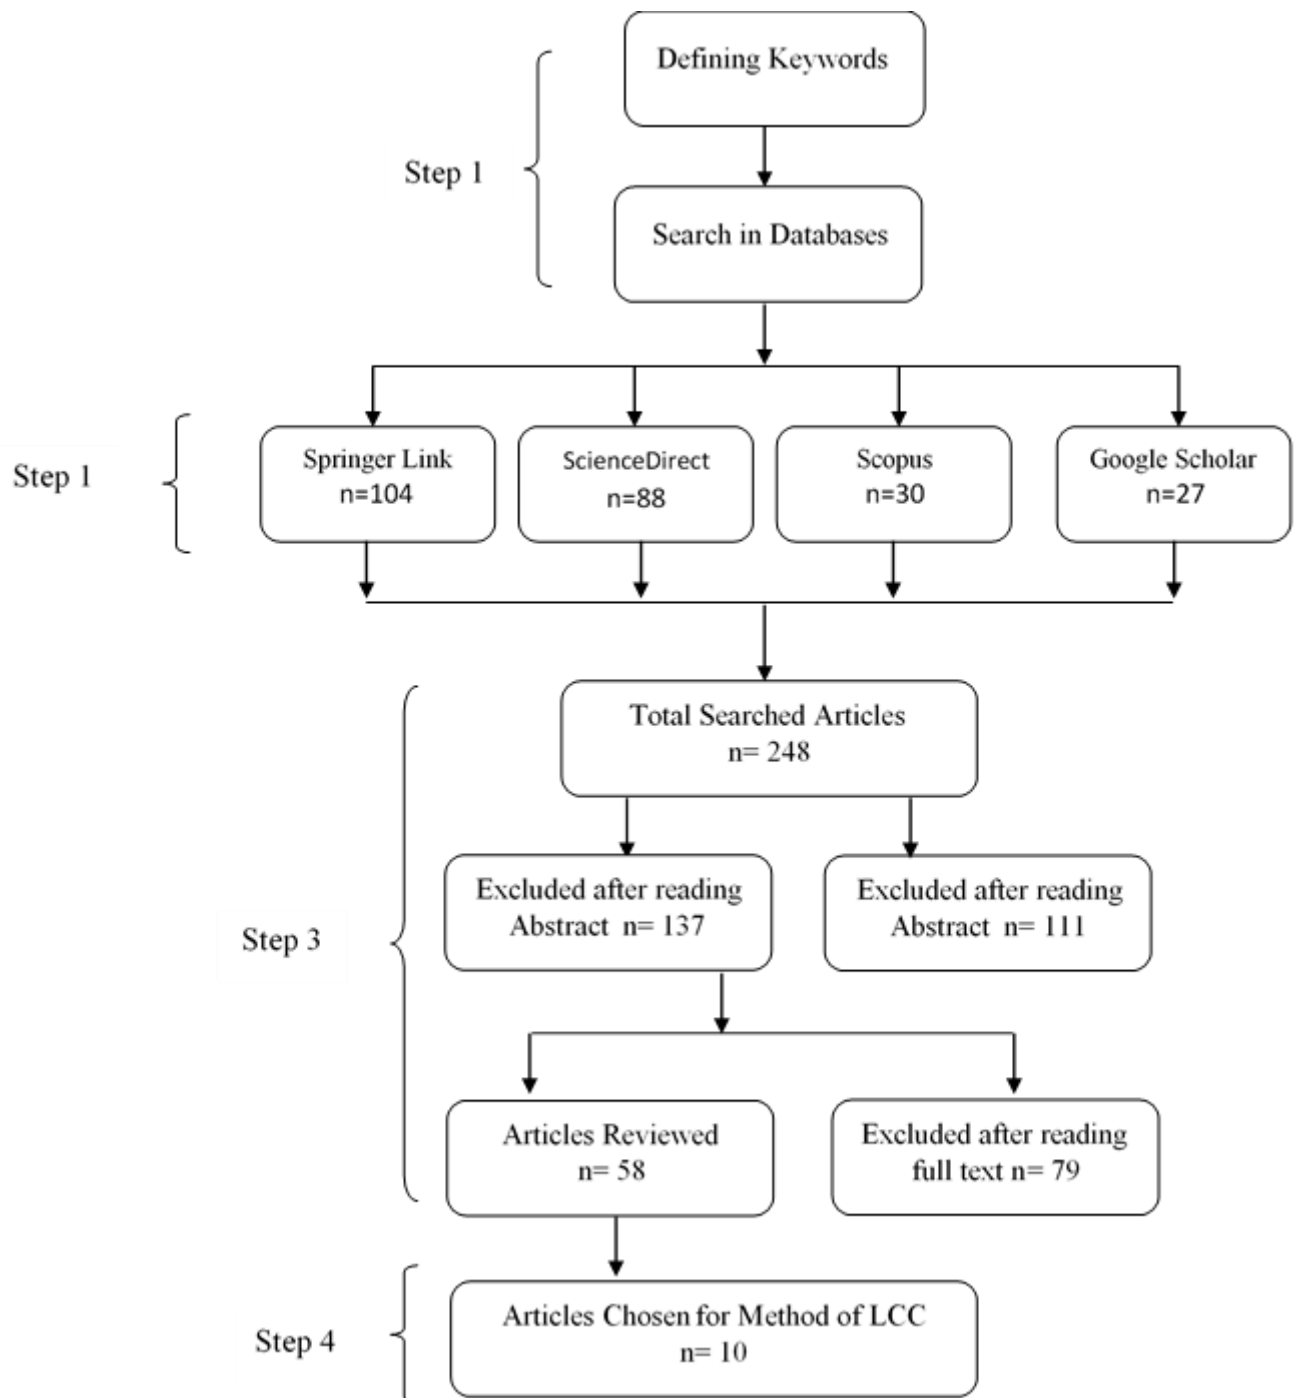 Defining Keywords
Step 1
Search in Databases
Step 1
Springer Link
n=104
ScienceDirect
n=88
Scopus
n=30
Google Scholar
n=27
Total Searched Articles
n= 248
Step 3
Excluded after reading
Abstract n= 137
Excluded after reading
Abstract n= 111
Articles Reviewed
n= 58
Excluded after reading
full text n= 79
Step 4
Articles Chosen for Method of LCC
n= 10